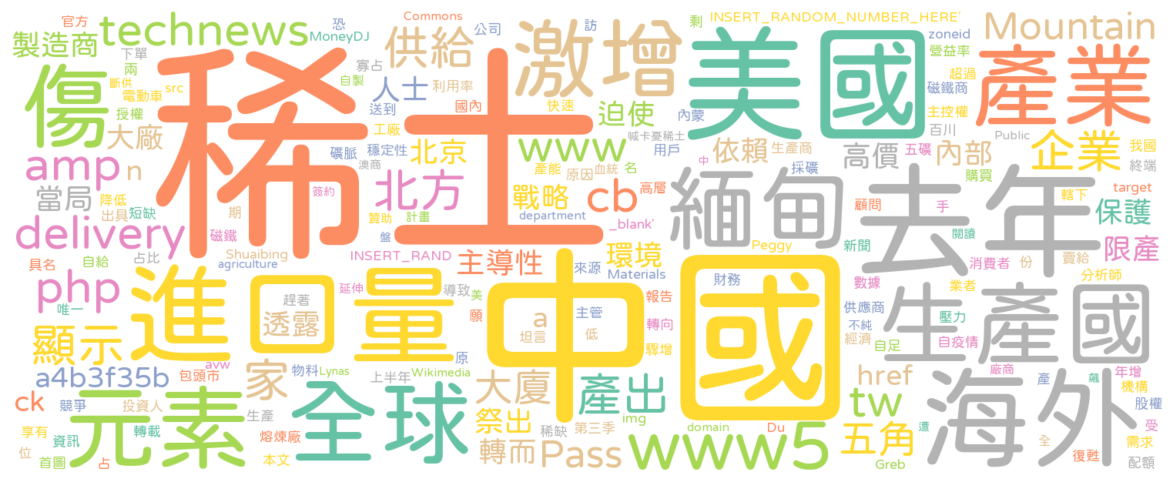 官方
恐
Commons
公司
訪
剩
INSERT_RANDOM_NUMBER_HERE'
zoneid
Mountain
製造商
technews
MoneyDJ
供給
激增
美國
產業
營益率
超過
下單
兩
寡占
自製
人士
利用率
傷
斷供
src
電動車
授權
稀土
送到
國內
快速
內蒙
磁鐵商
主控權
大廠
工廠
迫使
喊卡憂稀土
百川
Public
企業
我國
礦脈
穩定性
北京
www
用戶
依賴
生產商
高價
五礦
內部
終端
amp
n
澳商
產能
原因
血統
名
採礦
購買
當局
降低
出具
短缺
薇約
北方
戰略
cb
高層
中
緬甸
去年
顧問
手
轄下
target
保護
期
贊助
計畫
盤
department
_blank'
delivery
磁鐵
Shuaibing
agriculture
環境
Peggy
新聞
閱讀
限產
具名
自給
占比
INSERT_RAND
主導性
來源
Materials
消費者
份
賣給
分析師
php
唯一
進口量
中國
趕著
透露
延伸
導致
美
願
財務
報告
數據
業者
生產國
供應商
壓力
a
主管
坦言
低
轉向
驟增
不純
經濟
自足
自疫情
顯示
家
物料
Lynas
原
Wikimedia
avw
a4b3f35b
包頭市
上半年
大廈
產出
href
海外
廠商
年增
產
飆
機構
ck
競爭
投資人
元素
全球
祭出
img
domain
Du
tw
股權
享有
資訊
轉載
生產
稀缺
第三季
五角
遭
全
受
需求
位
首圖
占
熔煉廠
本文
轉而
Pass
www5
Greb
復甦
配額